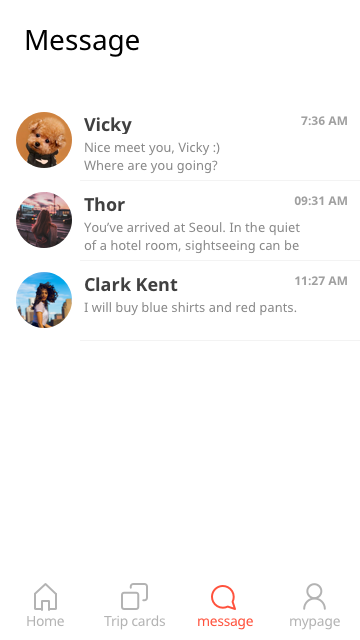 Message
Vicky
7:36 AM
Nice meet you, Vicky :)
Where are you going?
Thor
09:31 AM
You’ve arrived at Seoul. In the quiet
of a hotel room, sightseeing can be
Clark Kent
11:27 AM
I will buy blue shirts and red pants.
Home
Trip cards
message
mypage